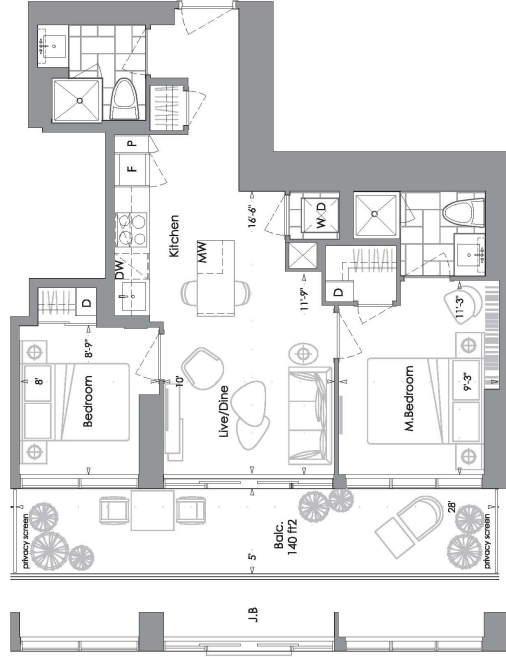 P
F
Kitchen
16'-6"
W
D
MW
DW
D
11'-9"
D
11'-3"
8'-9"
8'
Bedroom
10'
Live/Dine
M.Bedroom
9'-3"
privacy screen
Balc.
140 ft2
5'
28'
privacy screen
J.B